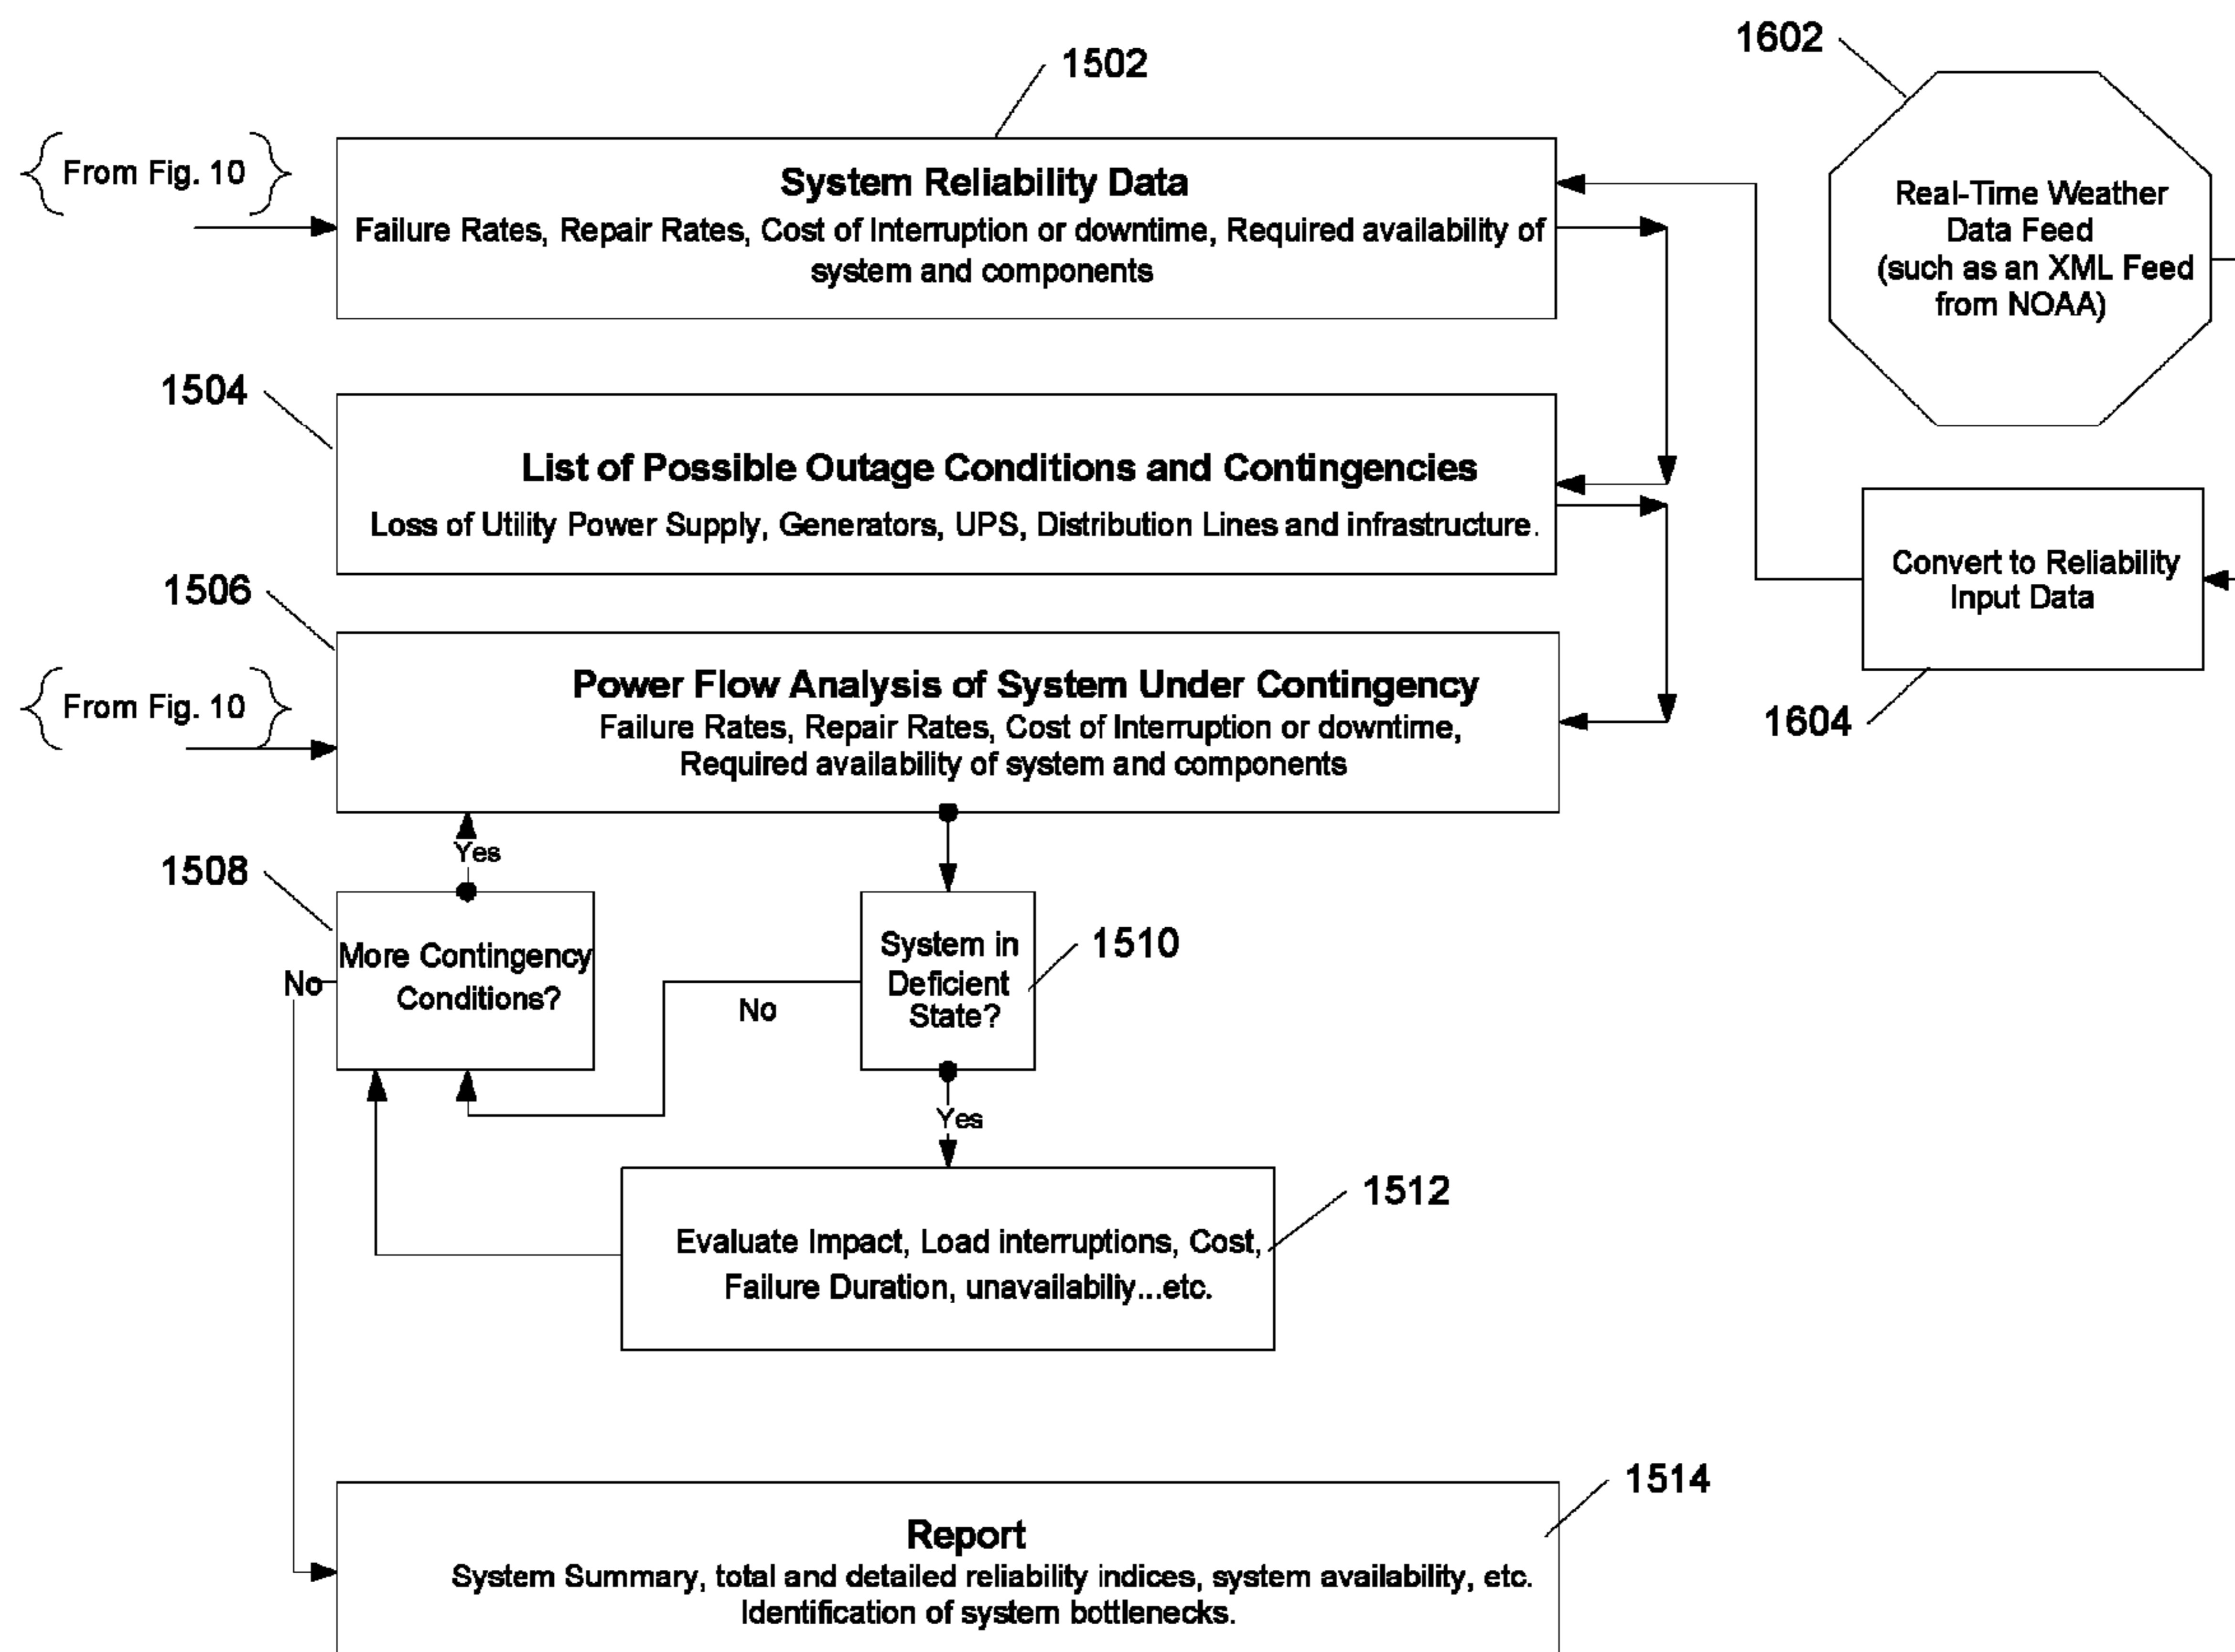 1602
1502
From Fig. 10
System Reliability Data
Failure Rates, Repair Rates, Cost of Interruption or downtime, Required availability of
system and components
Real-Time Weather
Data Feed
(such as an XML Feed
from NOAA)
1504
List of Possible Outage Conditions and Contingencies
Loss of Utility Power Supply, Generators, UPS, Distribution Lines and infrastructure.
Convert to Reliability
Input Data
1604
1506
From Fig. 10
Power Flow Analysis of System Under Contingency
Failure Rates, Repair Rates, Cost of Interruption or downtime,
Required availability of system and components
Yes
1508
More Contingency
Conditions?
No
System in
Deficient
State?
1510
No
Yes
1512
Evaluate Impact, Load interruptions, Cost,
Failure Duration, unavailabiliy...etc.
1514
Report
System Summary, total and detailed reliability indices, system availability, etc.
Identification of system bottlenecks.